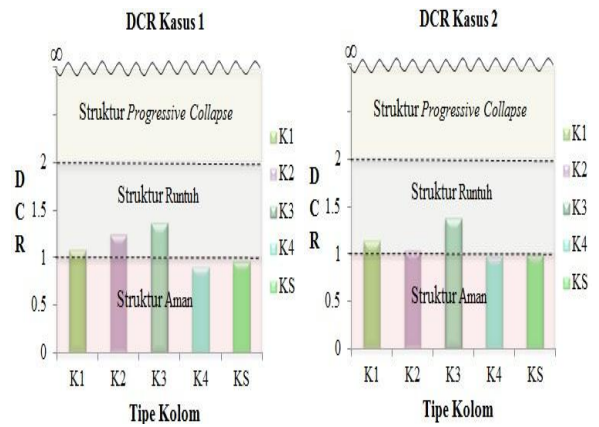 DCR Kasus 1
∞
Struktur Progressive Collapse
2
Struktur Runtuh
1.5
1
Struktur Aman
0.5
0
D
C
R
K1
K2
K3
K4
KS
Tipe Kolom
K1
K2
K3
K4
KS
DCR Kasus 2
∞
Struktur Progressive Collapse
2
Struktur Runtuh
1.5
1
Struktur Aman
0.5
0
D
C
R
K1
K2
K3
K4
KS
Tipe Kolom
K1
K2
K3
K4
KS